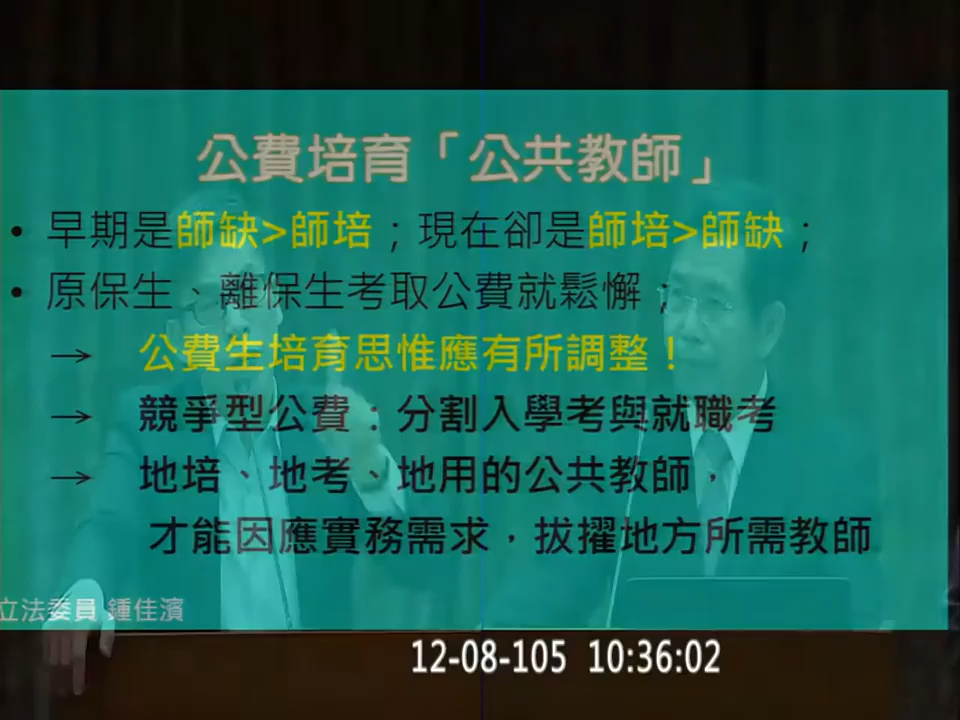 公費培育「公共教師」
• 早期是師缺>師培；現在卻是師培>師缺；
• 原保生、離保生考取公費就鬆懈；
→ 公費生培育思惟應有所調整！
→ 競爭型公費：分割入學考與就職考
→ 地培、地考、地用的公共教師，
才能因應實務需求，拔擢地方所需教師
立法委員 鍾佳濱
12-08-105 10:36:02